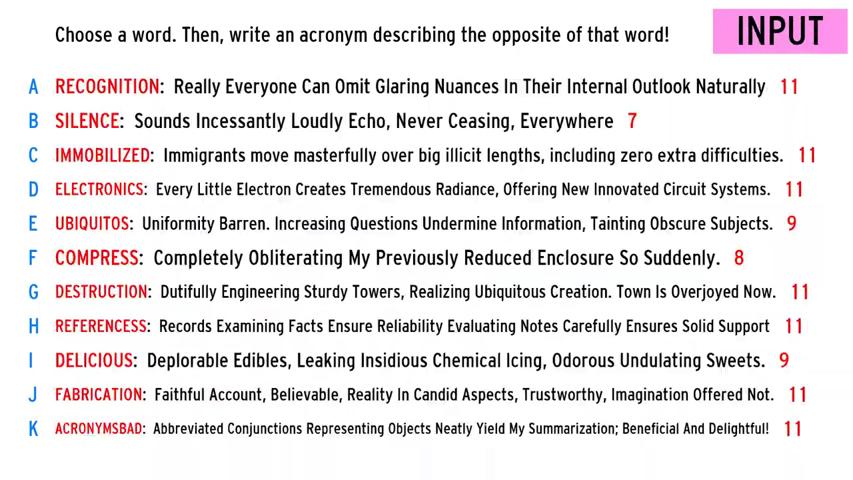 Choose a word. Then, write an acronym describing the opposite of that word! INPUT
A RECOGNITION: Really Everyone Can Omit Glaring Nuances In Their Internal Outlook Naturally 11
B SILENCE: Sounds Incessantly Loudly Echo, Never Ceasing, Everywhere 7
C IMMOBILIZED: Immigrants move masterfully over big illicit lengths, including zero extra difficulties. 11
D ELECTRONICS: Every Little Electron Creates Tremendous Radiance, Offering New Innovated Circuit Systems. 11
E UBIQUITOS: Uniformity Barren. Increasing Questions Undermine Information, Tainting Obscure Subjects. 9
F COMPRESS: Completely Obliterating My Previously Reduced Enclosure So Suddenly. 8
G DESTRUCTION: Dutifully Engineering Sturdy Towers, Realizing Ubiquitous Creation. Town Is Overjoyed Now. 11
H REFERENCESS: Records Examining Facts Ensure Reliability Evaluating Notes Carefully Ensures Solid Support 11
I DELICIOUS: Deplorable Edibles, Leaking Insidious Chemical Icing, Odorous Undulating Sweets. 9
J FABRICATION: Faithful Account, Believable, Reality In Candid Aspects, Trustworthy, Imagination Offered Not. 11
K ACRONYMSBAD: Abbreviated Conjunctions Representing Objects Neatly Yield My Summarization; Beneficial And Delightful! 11